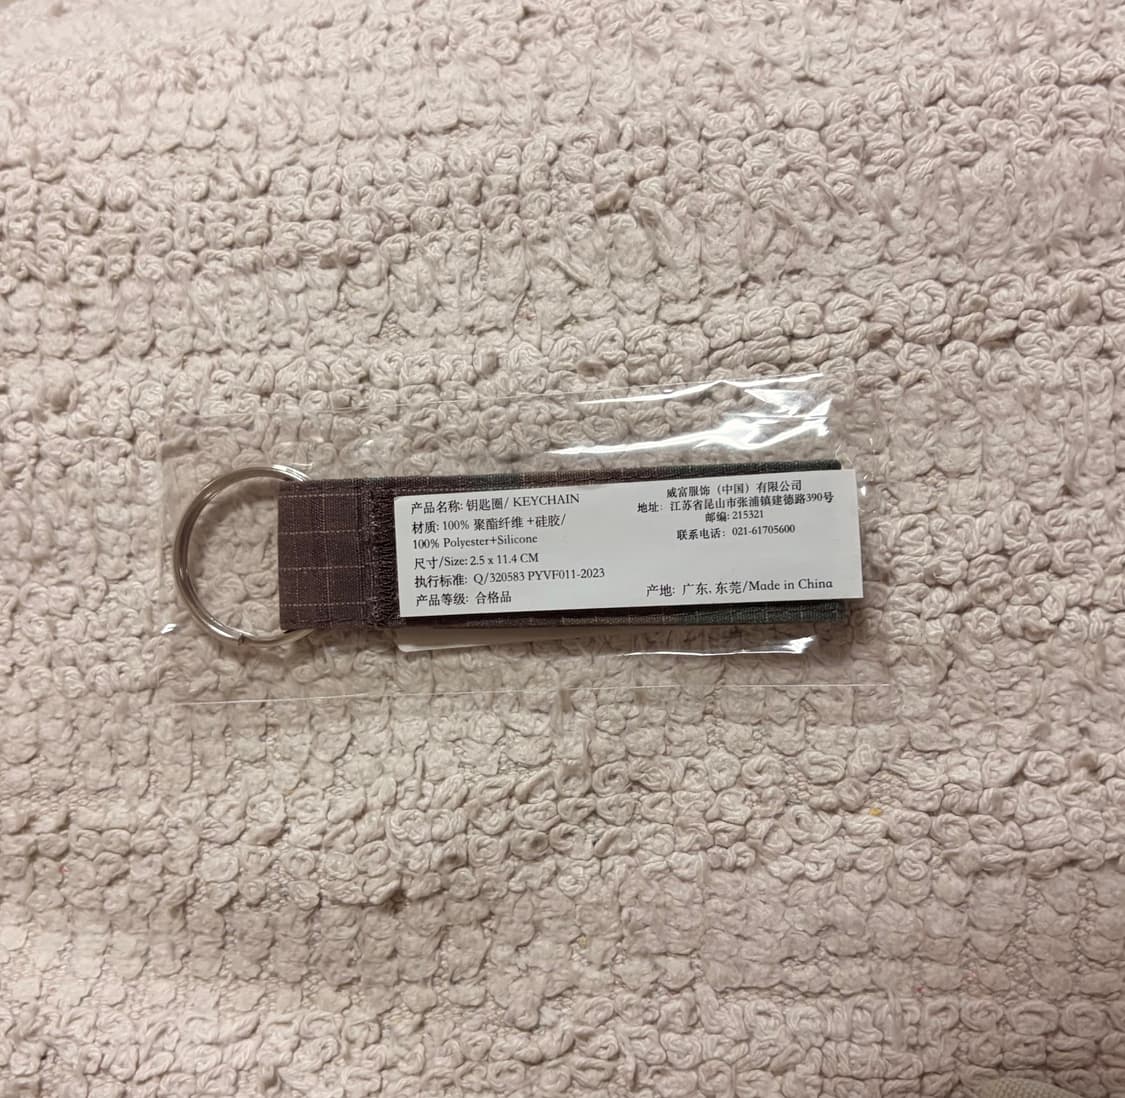 产品名称: 钥匙圈/ KEYCHAIN
材质: 100% 聚酯纤维 +硅胶/
100% Polyester+Silicone
尺寸/Size: 2.5 x 11.4 CM
执行标准: Q/320583 PYVF011-2023
产品等级: 合格品
威富服饰（中国）有限公司
地址: 江苏省昆山市张浦镇建德路390号
邮编: 215321
联系电话: 021-61705600
产地: 广东, 东莞/Made in China